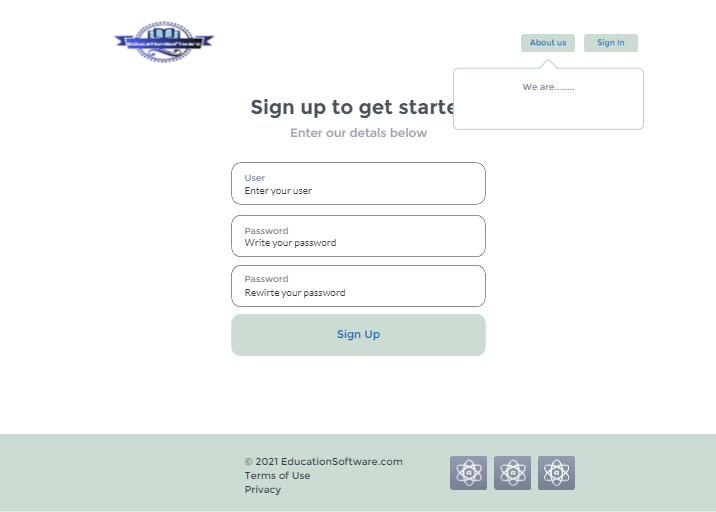 EducationSoftware
About us
Sign In
We are........
Sign up to get starte
Enter our detals below
User
Enter your user
Password
Write your password
Password
Rewirte your password
Sign Up
© 2021 EducationSoftware.com
Terms of Use
Privacy